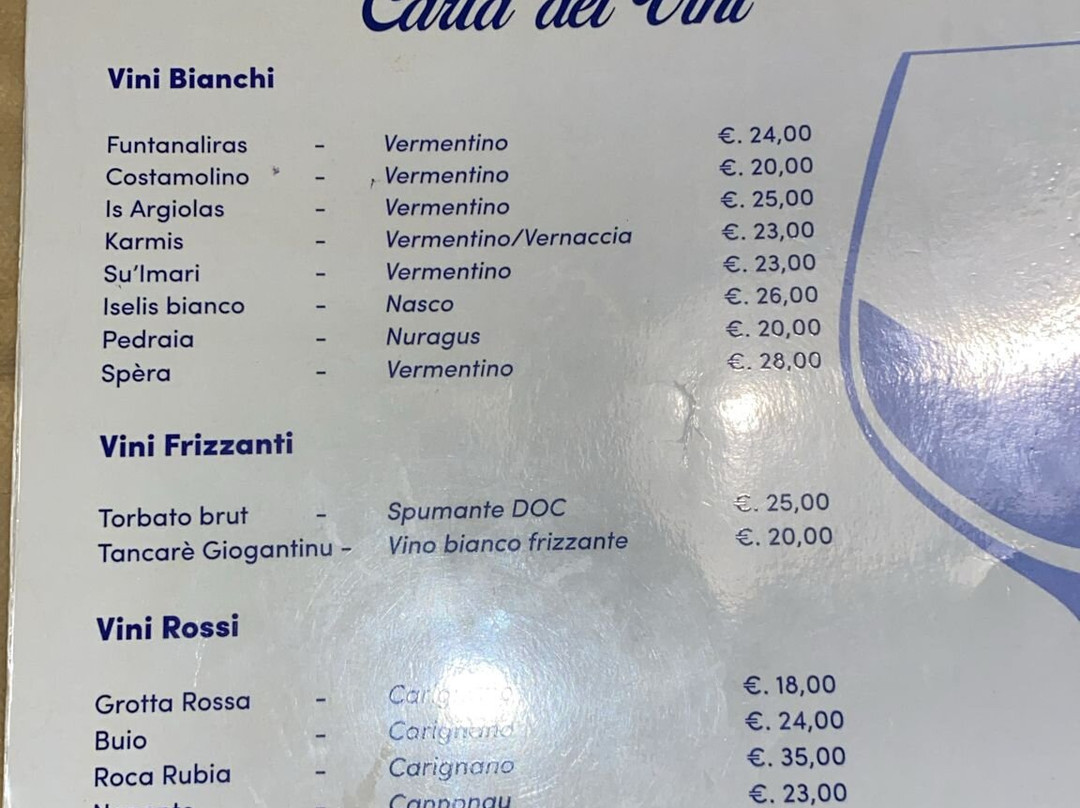 Carta dei Vini
Vini Bianchi
Funtanaliras - Vermentino €. 24,00
Costamolino - Vermentino €. 20,00
Is Argiolas - Vermentino €. 25,00
Karmis - Vermentino/Vernaccia €. 23,00
Su'Imari - Vermentino €. 23,00
Iselis bianco - Nasco €. 26,00
Pedraia - Nuragus €. 20,00
Spèra - Vermentino €. 28,00
Vini Frizzanti
Torbato brut - Spumante DOC €. 25,00
Tancarè Giogantinu - Vino bianco frizzante €. 20,00
Vini Rossi
Grotta Rossa - €. 18,00
Buio - Carignano €. 24,00
Roca Rubia - Carignano €. 35,00
€. 23,00